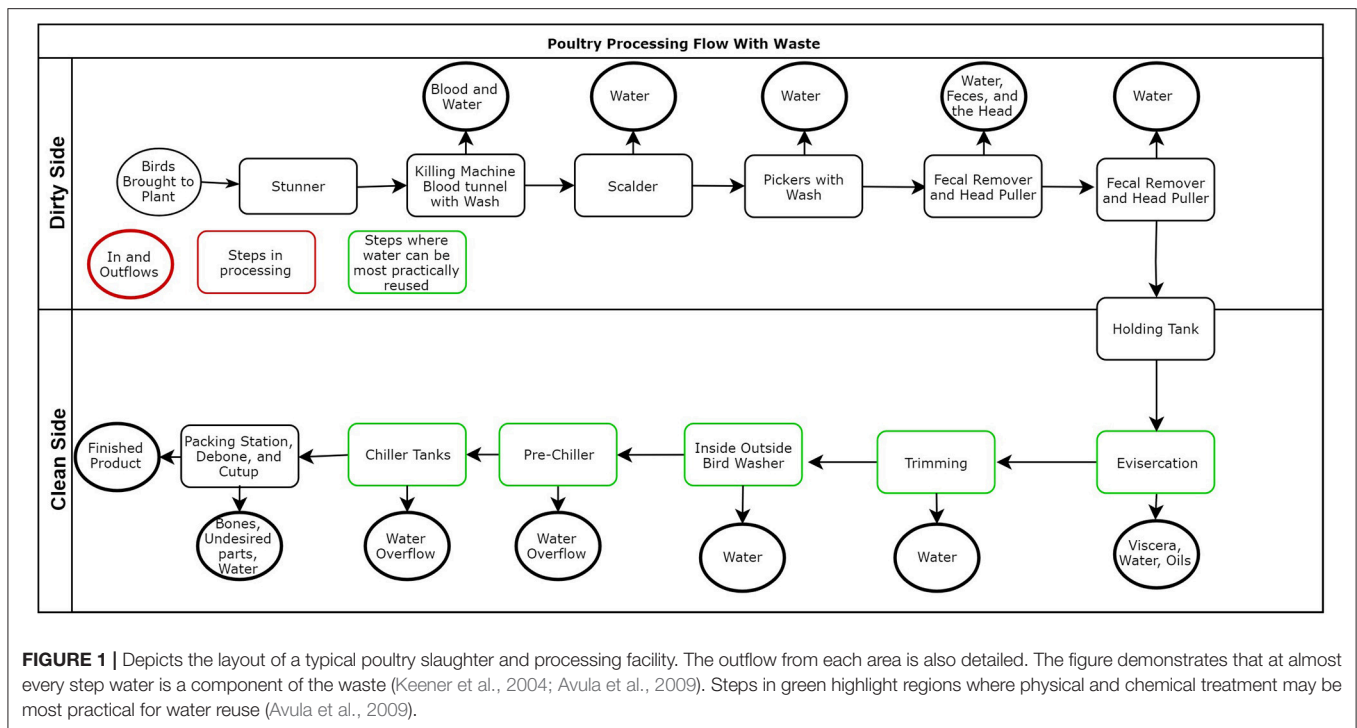 Poultry Processing Flow With Waste
Dirty Side
Blood and
Water
Water
Water
Water,
Feces, and
the Head
Water
Birds
Brought to
Plant
Stunner
Killing Machine
Blood tunnel
with Wash
Scalder
Pickers with
Wash
Fecal Remover
and Head Puller
Fecal Remover
and Head Puller
In and
Outflows
Steps in
processing
Steps where
water can be
most practically
reused
Holding Tank
Clean Side
Finished
Product
Packing Station,
Debone, and
Cutup
Chiller Tanks
Pre-Chiller
Inside Outside
Bird Washer
Trimming
Evisercation
Bones,
Undesired
parts,
Water
Water
Overflow
Water
Overflow
Water
Water
Viscera,
Water, Oils
FIGURE 1 | Depicts the layout of a typical poultry slaughter and processing facility. The outflow from each area is also detailed. The figure demonstrates that at almost
every step water is a component of the waste (Keener et al., 2004; Avula et al., 2009). Steps in green highlight regions where physical and chemical treatment may be
most practical for water reuse (Avula et al., 2009).